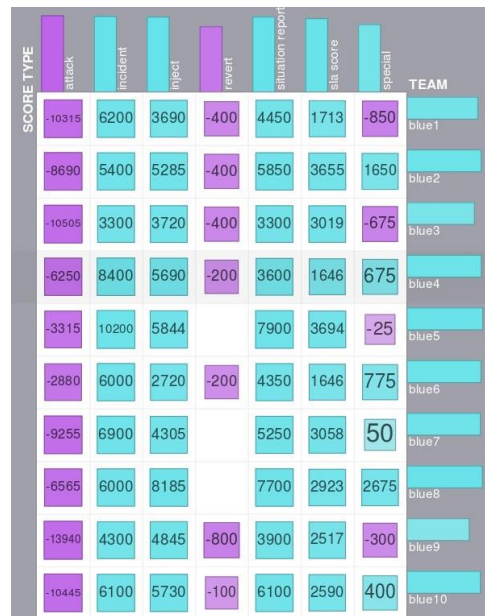 SCORE TYPE
attack
incident
inject
revert
situation report
sla score
special
TEAM
-10315 6200 3690 -400 4450 1713 -850 blue1
-8690 5400 5285 -400 5850 3655 1650 blue2
-10505 3300 3720 -400 3300 3019 -675 blue3
-6250 8400 5690 -200 3600 1646 675 blue4
-3315 10200 5844 7900 3694 -25 blue5
-2880 6000 2720 -200 4350 1646 775 blue6
-9255 6900 4305 5250 3058 50 blue7
-6565 6000 8185 7700 2923 2675 blue8
-13940 4300 4845 -800 3900 2517 -300 blue9
-10445 6100 5730 -100 6100 2590 400 blue10